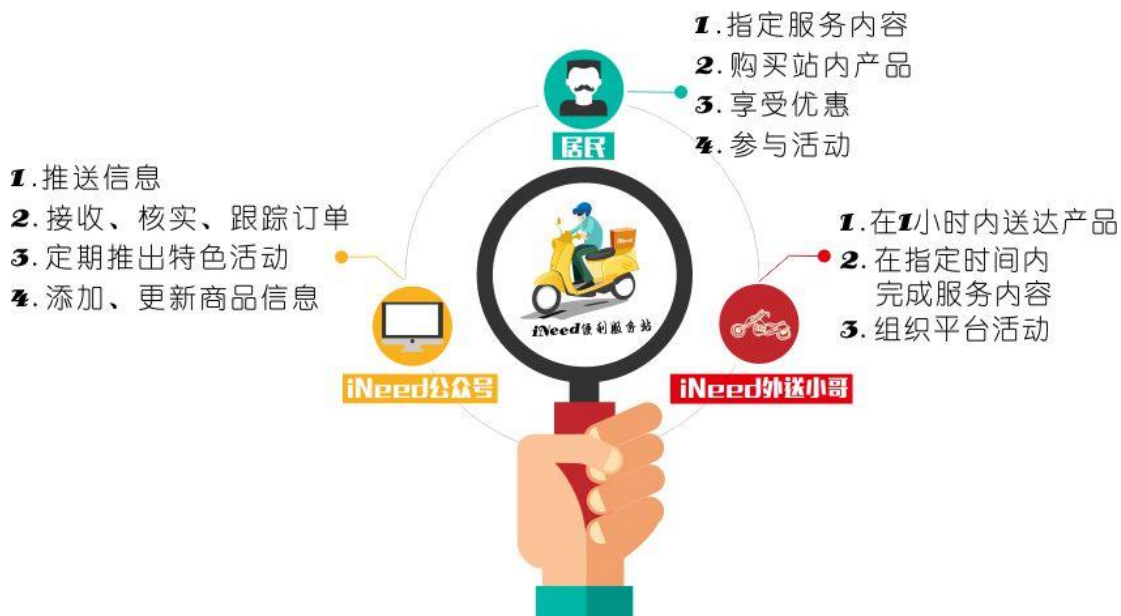 1.指定服务内容
2.购买站内产品
3.享受优惠
4.参与活动
居民
1.推送信息
2.接收、核实、跟踪订单
3.定期推出特色活动
4.添加、更新商品信息
iNeed公众号
iNeed
iNeed便利服务站
1.在1小时内送达产品
2.在指定时间内
完成服务内容
3.组织平台活动
iNeed外送小哥